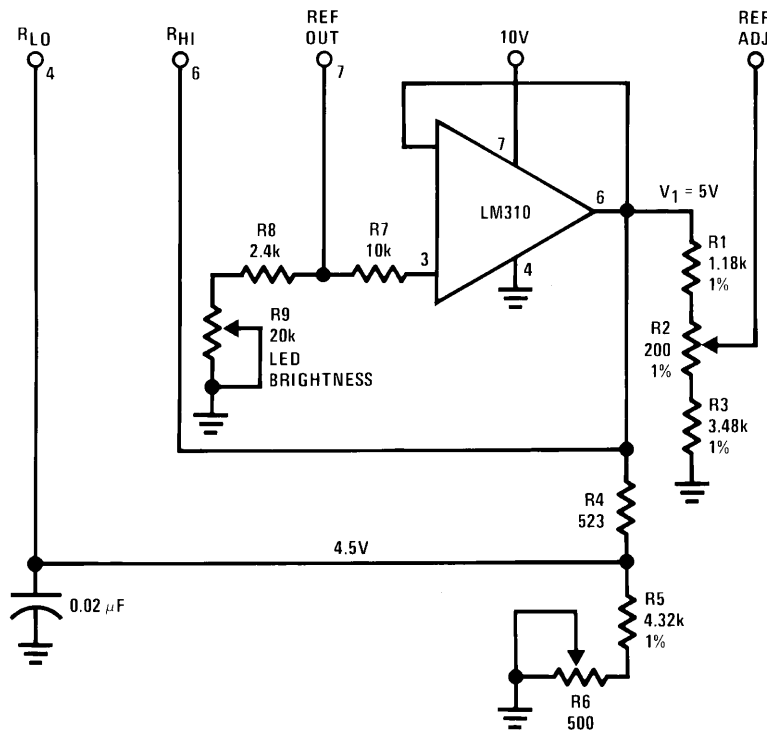 RLO
4
RHI
6
REF
OUT
7
10V
REF
ADJ
7
LM310
6
V1 = 5V
3
4
R8
2.4k
R7
10k
R9
20k
LED
BRIGHTNESS
R1
1.18k
1%
R2
200
1%
R3
3.48k
1%
R4
523
4.5V
0.02 μF
R5
4.32k
1%
R6
500